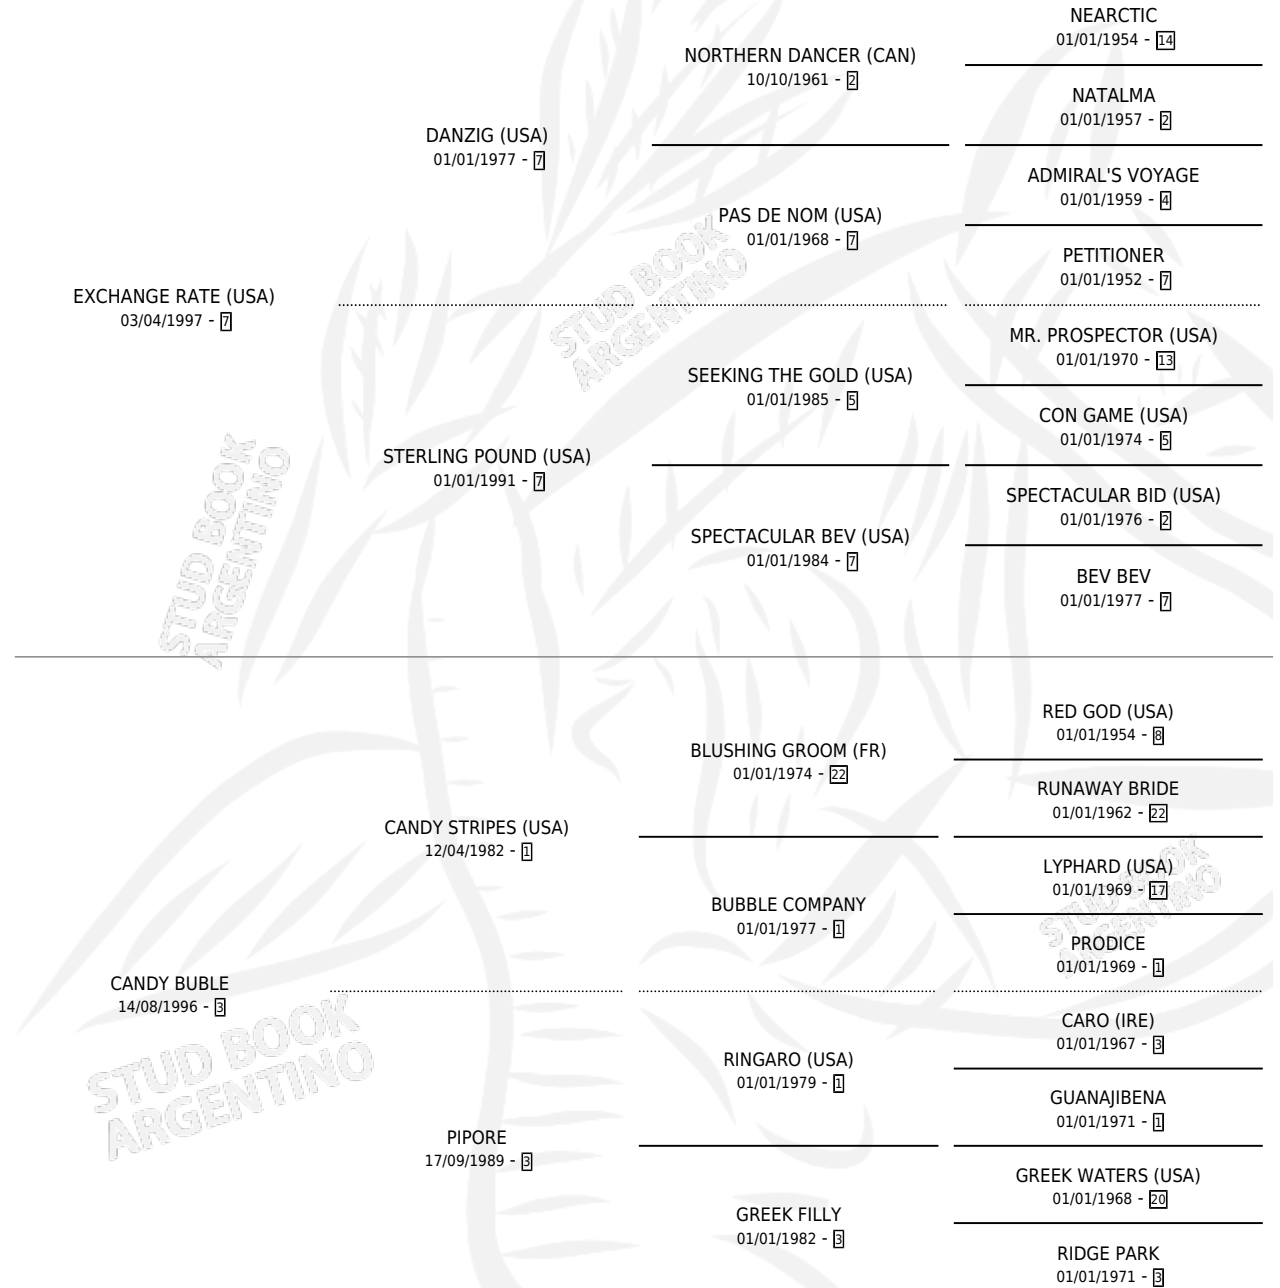 NEARCTIC
01/01/1954 - 14
NORTHERN DANCER (CAN)
10/10/1961 - 2
NATALMA
01/01/1957 - 2
DANZIG (USA)
01/01/1977 - 7
ADMIRAL'S VOYAGE
01/01/1959 - 4
PAS DE NOM (USA)
01/01/1968 - 7
PETITIONER
01/01/1952 - 7
EXCHANGE RATE (USA)
03/04/1997 - 7
STUD BOOK
ARGENTINO
MR. PROSPECTOR (USA)
01/01/1970 - 13
SEEKING THE GOLD (USA)
01/01/1985 - 5
CON GAME (USA)
01/01/1974 - 5
STERLING POUND (USA)
01/01/1991 - 7
SPECTACULAR BID (USA)
01/01/1976 - 2
SPECTACULAR BEV (USA)
01/01/1984 - 7
BEV BEV
01/01/1977 - 7
STUD BOOK
ARGENTINO
RED GOD (USA)
01/01/1954 - 8
BLUSHING GROOM (FR)
01/01/1974 - 22
RUNAWAY BRIDE
01/01/1962 - 22
CANDY STRIPES (USA)
12/04/1982 - 1
LYPHARD (USA)
01/01/1969 - 17
BUBBLE COMPANY
01/01/1977 - 1
STUD BOOK
ARGENTINO
PRODICE
01/01/1969 - 1
CANDY BUBLE
14/08/1996 - 3
CARO (IRE)
01/01/1967 - 3
RINGARO (USA)
01/01/1979 - 1
GUANAJIBENA
01/01/1971 - 1
STUD BOOK
ARGENTINO
PIPORE
17/09/1989 - 3
GREEK WATERS (USA)
01/01/1968 - 20
GREEK FILLY
01/01/1982 - 3
RIDGE PARK
01/01/1971 - 3